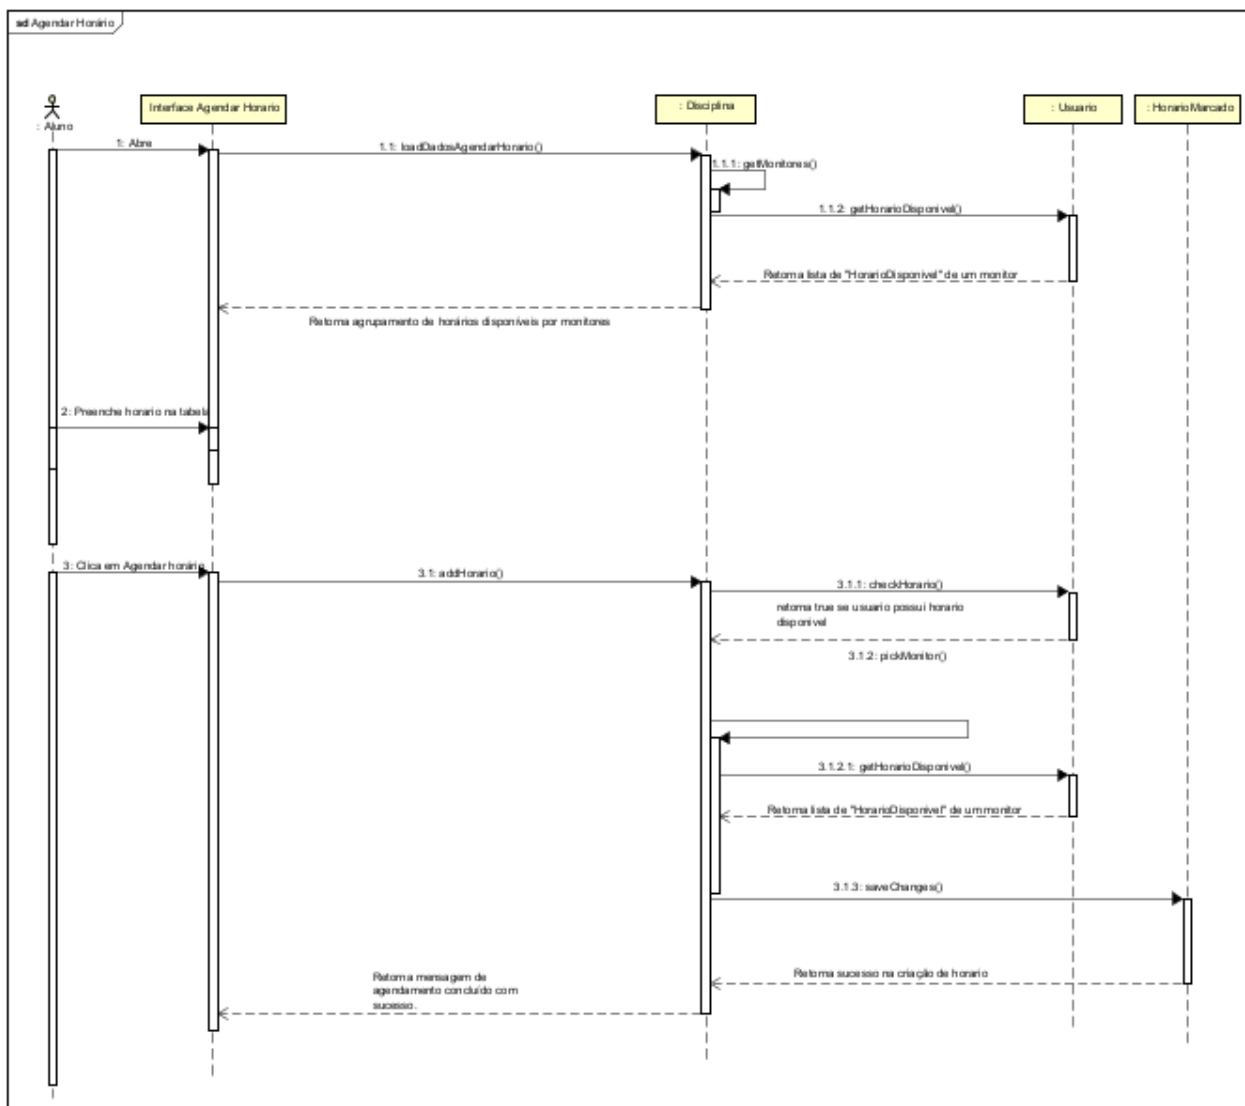 sd Agendar Horário
: Aluno
Interface Agendar Horario
: Disciplina
: Usuario
: HorarioMarcado
1: Abre
1.1: loadDadosAgendarHorario()
1.1.1: getMonitores()
1.1.2: getHorarioDisponivel()
Retorna lista de "HorarioDisponivel" de um monitor
Retorna agrupamento de horários disponíveis por monitores
2: Preenche horario na tabela
3: Clica em Agendar horário
3.1: addHorario()
3.1.1: checkHorario()
retorna true se usuario possui horario
disponivel
3.1.2: pickMonitor()
3.1.2.1: getHorarioDisponivel()
Retorna lista de "HorarioDisponivel" de um monitor
3.1.3: saveChanges()
Retorna sucesso na criação de horario
Retorna mensagem de
agendamento concluído com
sucesso.